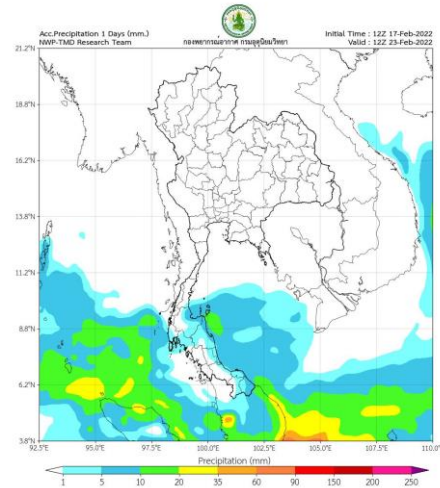 Acc.Precipitation 1 Days (mm.)
NWP-TMD Research Team
กองพยากรณ์อากาศ กรมอุตุนิยมวิทยา
Initial Time : 12Z 17-Feb-2022
Valid : 12Z 23-Feb-2022
21.2°N
18.8°N
16.2°N
13.8°N
11.2°N
8.8°N
6.2°N
3.8°N
92.5°E 95.0°E 97.5°E 100.0°E 102.5°E 105.0°E 107.5°E 110.0°E
Precipitation (mm)
1 5 10 20 35 60 90 150 200 250